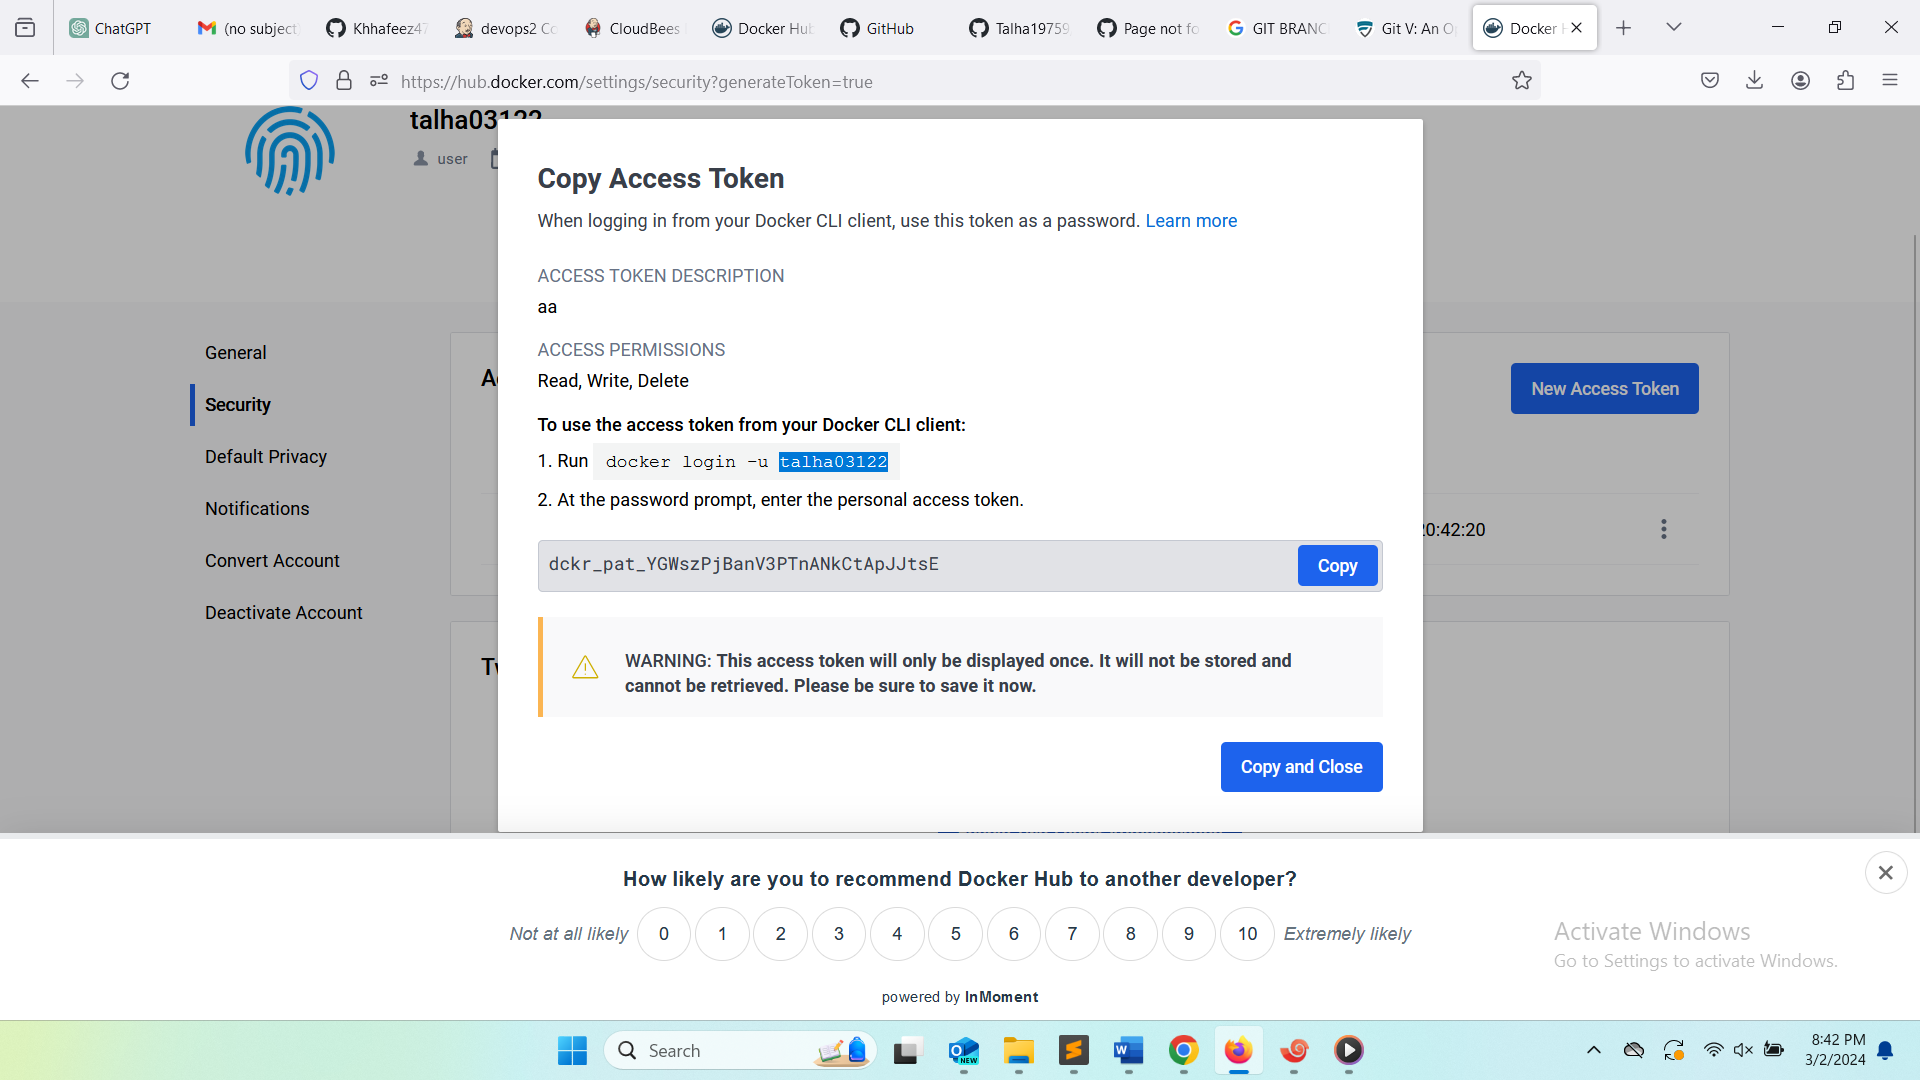 ChatGPT
(no subject
Khhafeez47
devops2 Co
CloudBees
Docker Hub
GitHub
Talha19759
Page not fo
GIT BRANC
Git V: An O
Docker H
https://hub.docker.com/settings/security?generateToken=true
talha03122
user
General
Security
Default Privacy
Notifications
Convert Account
Deactivate Account
New Access Token
20:42:20
Copy Access Token
When logging in from your Docker CLI client, use this token as a password. Learn more
ACCESS TOKEN DESCRIPTION
aa
ACCESS PERMISSIONS
Read, Write, Delete
To use the access token from your Docker CLI client:
1. Run docker login -u talha03122
2. At the password prompt, enter the personal access token.
dckr_pat_YGWszPjBanV3PTnANkCtApJJtsE
Copy
WARNING: This access token will only be displayed once. It will not be stored and
cannot be retrieved. Please be sure to save it now.
Copy and Close
How likely are you to recommend Docker Hub to another developer?
Not at all likely 0 1 2 3 4 5 6 7 8 9 10 Extremely likely
powered by InMoment
Activate Windows
Go to Settings to activate Windows.
Search
NEW
8:42 PM
3/2/2024